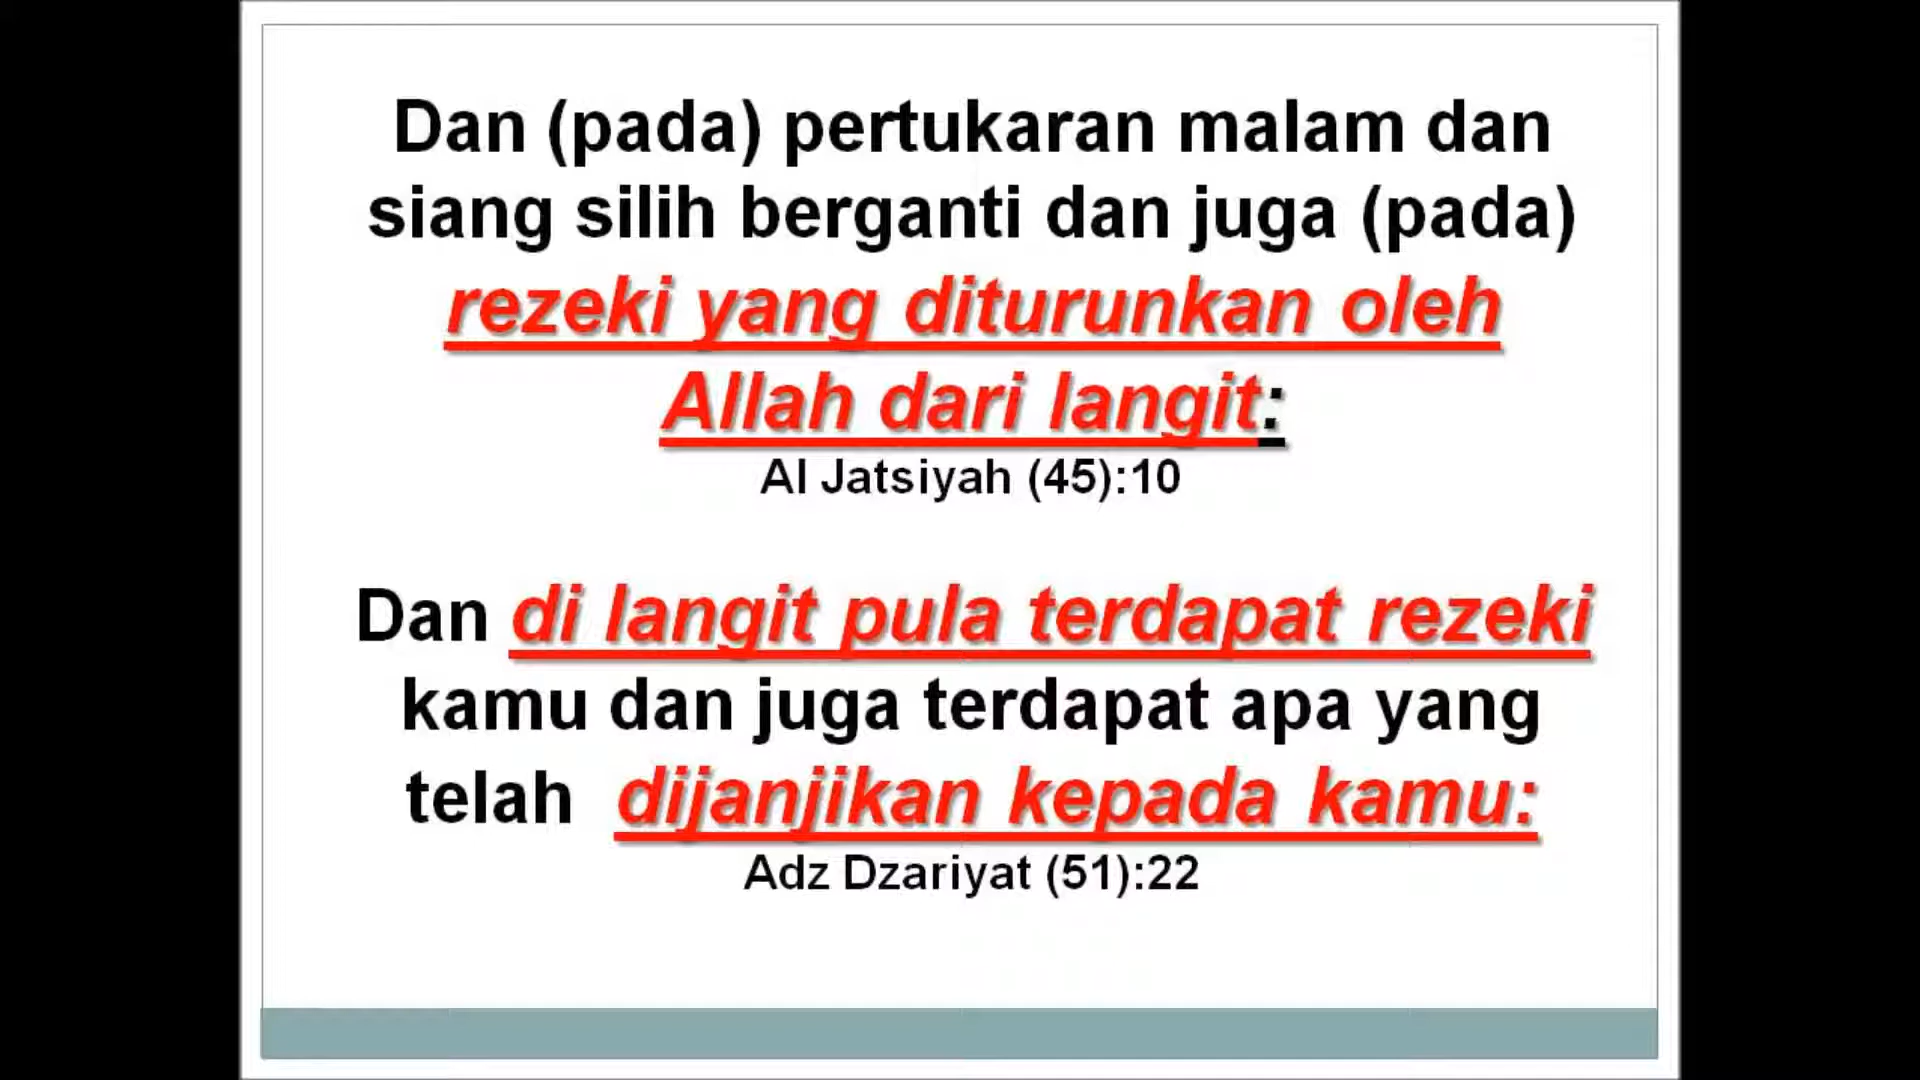 Dan (pada) pertukaran malam dan
siang silih berganti dan juga (pada)
rezeki yang diturunkan oleh
Allah dari langit:
Al Jatsiyah (45):10
Dan di langit pula terdapat rezeki
kamu dan juga terdapat apa yang
telah dijanjikan kepada kamu:
Adz Dzariyat (51):22